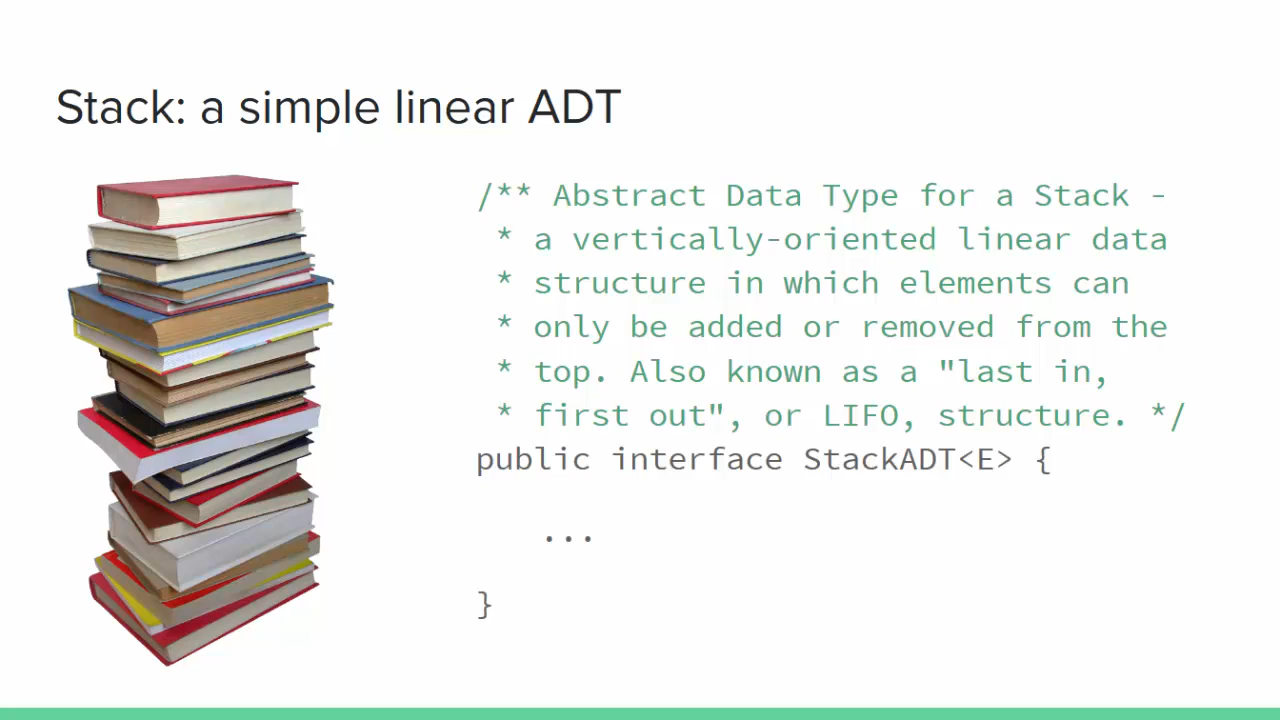 Stack: a simple linear ADT
/** Abstract Data Type for a Stack -
* a vertically-oriented linear data
* structure in which elements can
* only be added or removed from the
* top. Also known as a "last in,
* first out", or LIFO, structure. */
public interface StackADT<E> {
...
}